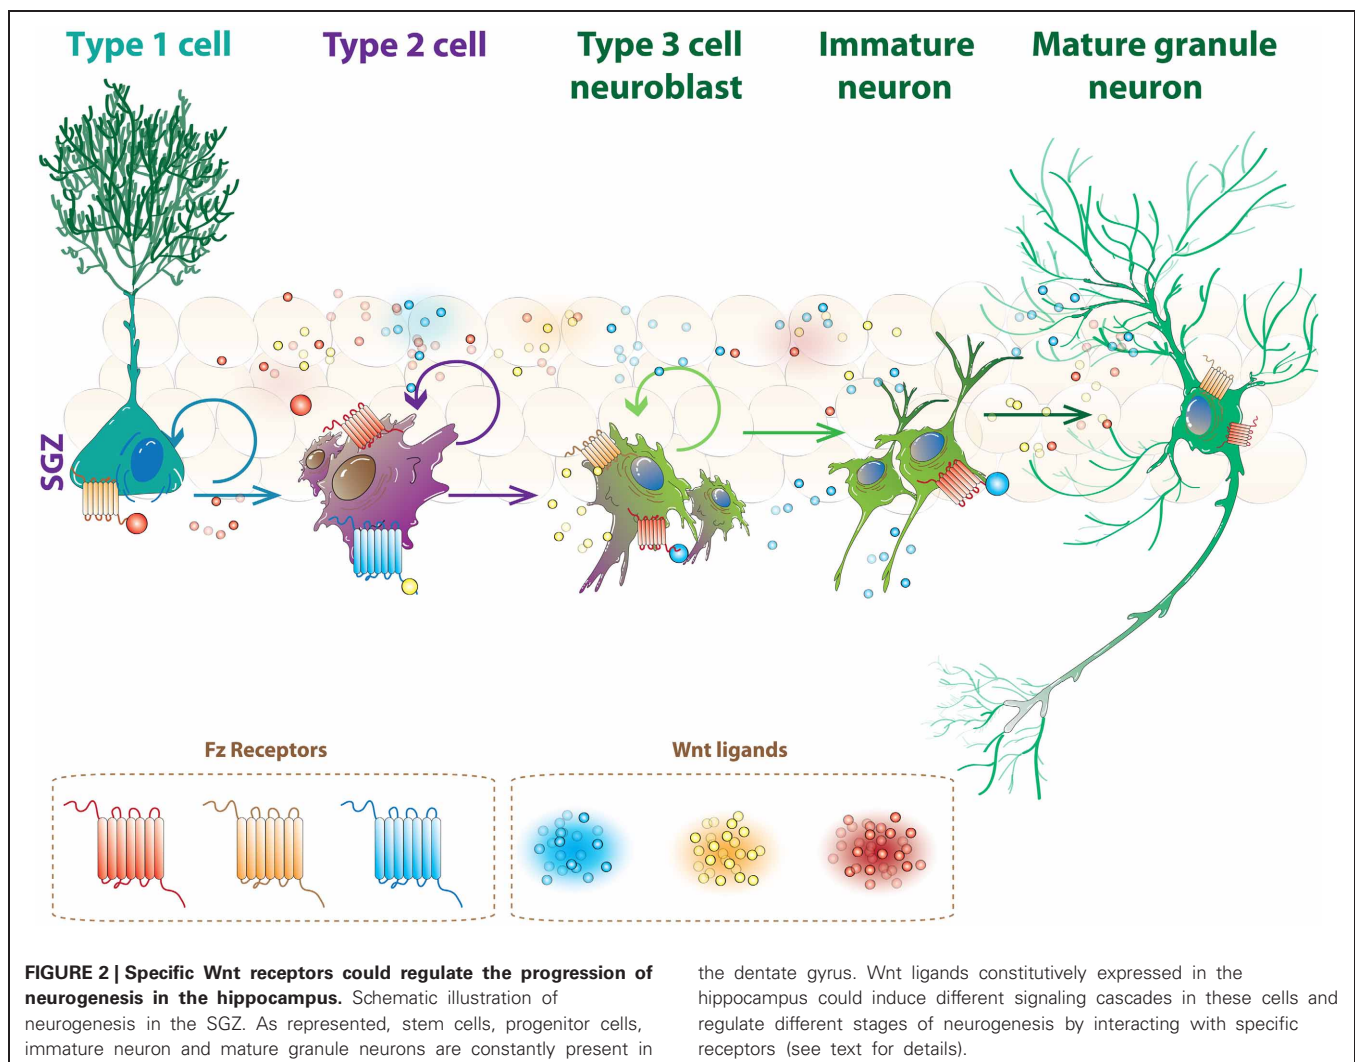 Type 1 cell
Type 2 cell
Type 3 cell
neuroblast
Immature
neuron
Mature granule
neuron
SGZ
Fz Receptors
Wnt ligands
FIGURE 2 | Specific Wnt receptors could regulate the progression of
neurogenesis in the hippocampus. Schematic illustration of
neurogenesis in the SGZ. As represented, stem cells, progenitor cells,
immature neuron and mature granule neurons are constantly present in
the dentate gyrus. Wnt ligands constitutively expressed in the
hippocampus could induce different signaling cascades in these cells and
regulate different stages of neurogenesis by interacting with specific
receptors (see text for details).